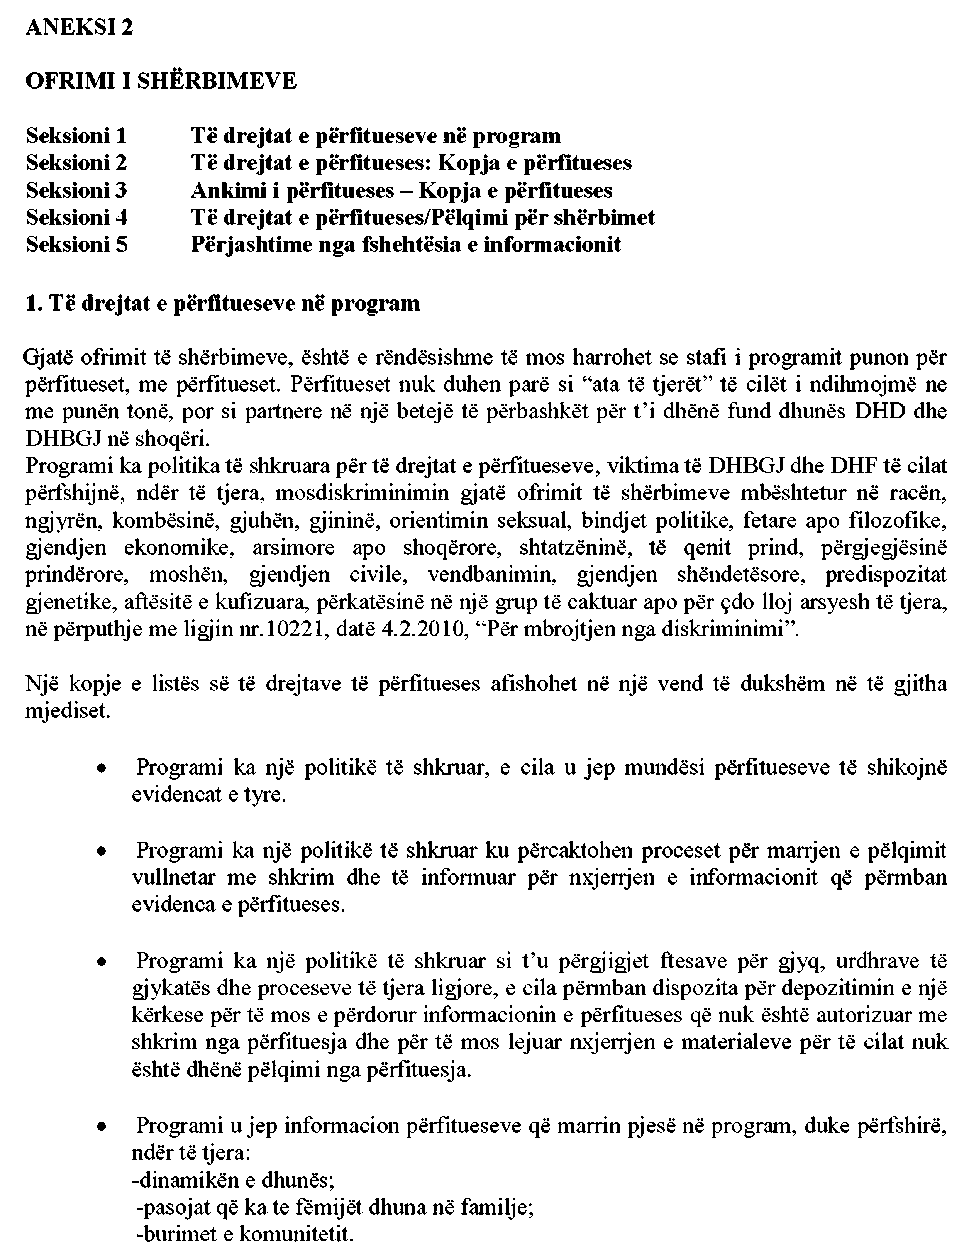 ANEKSI 2
OFRIMI I SHËRBIMEVE
Seksioni 1 Të drejtat e përfitueseve në program
Seksioni 2 Të drejtat e përfitueses: Kopja e përfitueses
Seksioni 3 Ankimi i përfitueses – Kopja e përfitueses
Seksioni 4 Të drejtat e përfitueses/Pëlqimi për shërbimet
Seksioni 5 Përjashtime nga fshehtësia e informacionit
1. Të drejtat e përfitueseve në program
Gjatë ofrimit të shërbimeve, është e rëndësishme të mos harrohet se stafi i programit punon për
përfitueset, me përfitueset. Përfitueset nuk duhen parë si “ata të tjerët” të cilët i ndihmojmë ne
me punën tonë, por si partnere në një betejë të përbashkët për t’i dhënë fund dhunës DHD dhe
DHBGJ në shoqëri.
Programi ka politika të shkruara për të drejtat e përfitueseve, viktima të DHBGJ dhe DHF të cilat
përfshijnë, ndër të tjera, mosdiskriminimin gjatë ofrimit të shërbimeve mbështetur në racën,
ngjyrën, kombësinë, gjuhën, gjininë, orientimin seksual, bindjet politike, fetare apo filozofike,
gjendjen ekonomike, arsimore apo shoqërore, shtatzëninë, të qenit prind, përgjegjësinë
prindërore, moshën, gjendjen civile, vendbanimin, gjendjen shëndetësore, predispozitat
gjenetike, aftësitë e kufizuara, përkatësinë në një grup të caktuar apo për çdo lloj arsyesh të tjera,
në përputhje me ligjin nr.10221, datë 4.2.2010, “Për mbrojtjen nga diskriminimi”.
Një kopje e listës së të drejtave të përfitueses afishohet në një vend të dukshëm në të gjitha
mjediset.
• Programi ka një politikë të shkruar, e cila u jep mundësi përfitueseve të shikojnë
evidencat e tyre.
• Programi ka një politikë të shkruar ku përcaktohen proceset për marrjen e pëlqimit
vullnetar me shkrim dhe të informuar për nxjerrjen e informacionit që përmban
evidenca e përfitueses.
• Programi ka një politikë të shkruar si t’u përgjigjet ftesave për gjyq, urdhrave të
gjykatës dhe proceseve të tjera ligjore, e cila përmban dispozita për depozitimin e një
kërkese për të mos e përdorur informacionin e përfitueses që nuk është autorizuar me
shkrim nga përfituesja dhe për të mos lejuar nxjerrjen e materialeve për të cilat nuk
është dhënë pëlqimi nga përfituesja.
• Programi u jep informacion përfitueseve që marrin pjesë në program, duke përfshirë,
ndër të tjera:
-dinamikën e dhunës;
-pasojat që ka te fëmijët dhuna në familje;
-burimet e komunitetit.